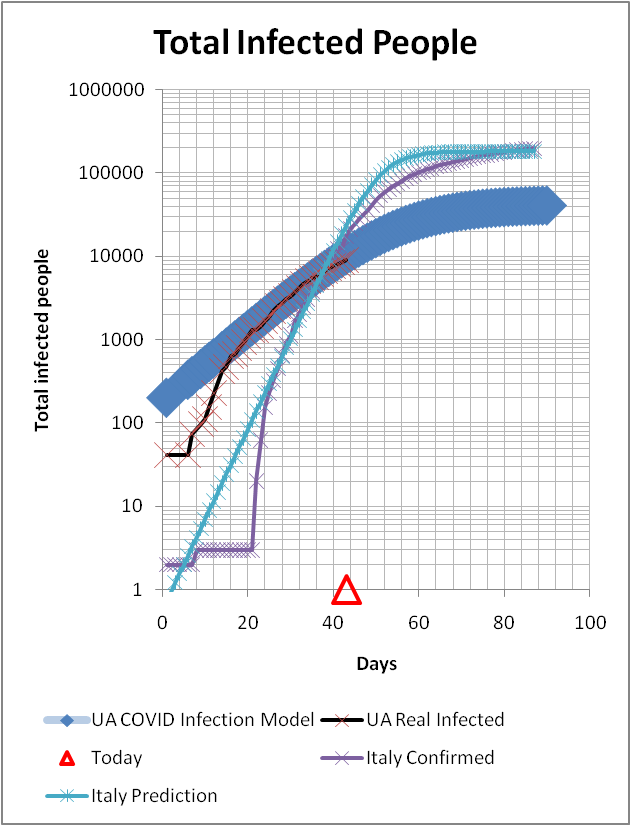 Total Infected People
1000000
100000
10000
1000
100
10
1
Total infected people
0 20 40 60 80 100
Days
UA COVID Infection Model UA Real Infected
Today Italy Confirmed
Italy Prediction